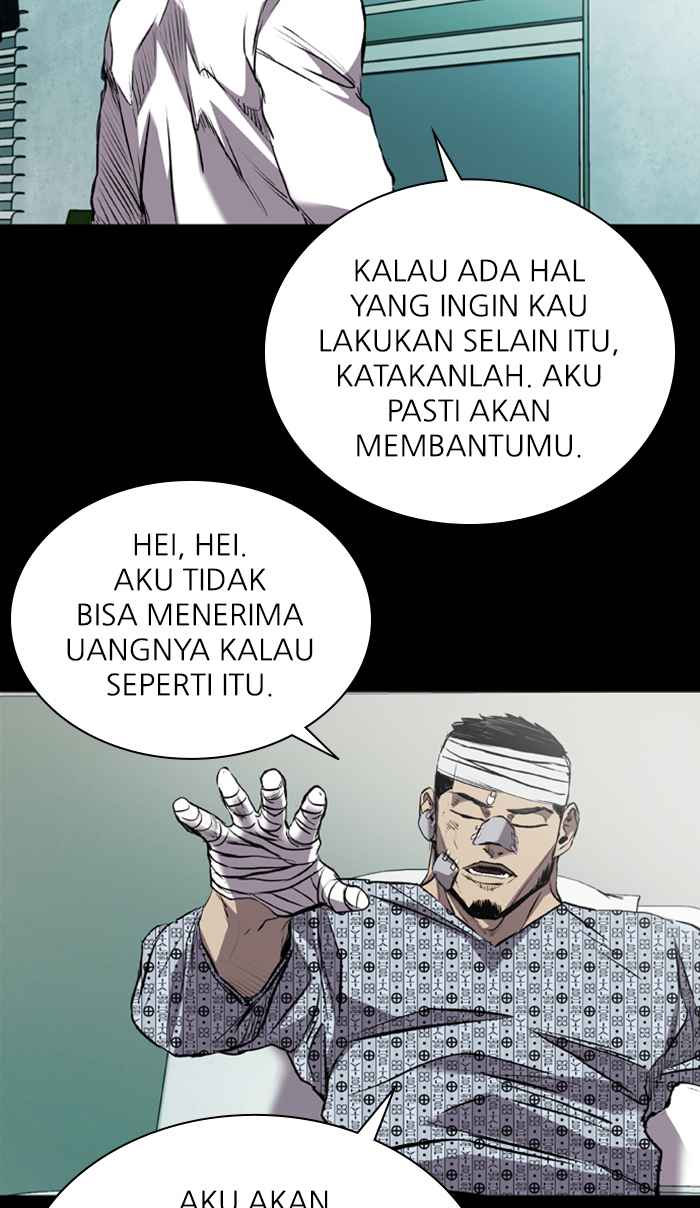 KALAU ADA HAL
YANG INGIN KAU
LAKUKAN SELAIN ITU,
KATAKANLAH. AKU
PASTI AKAN
MEMBANTUMU.
HEI, HEI.
AKU TIDAK
BISA MENERIMA
UANGNYA KALAU
SEPERTI ITU.
AKU AKAN